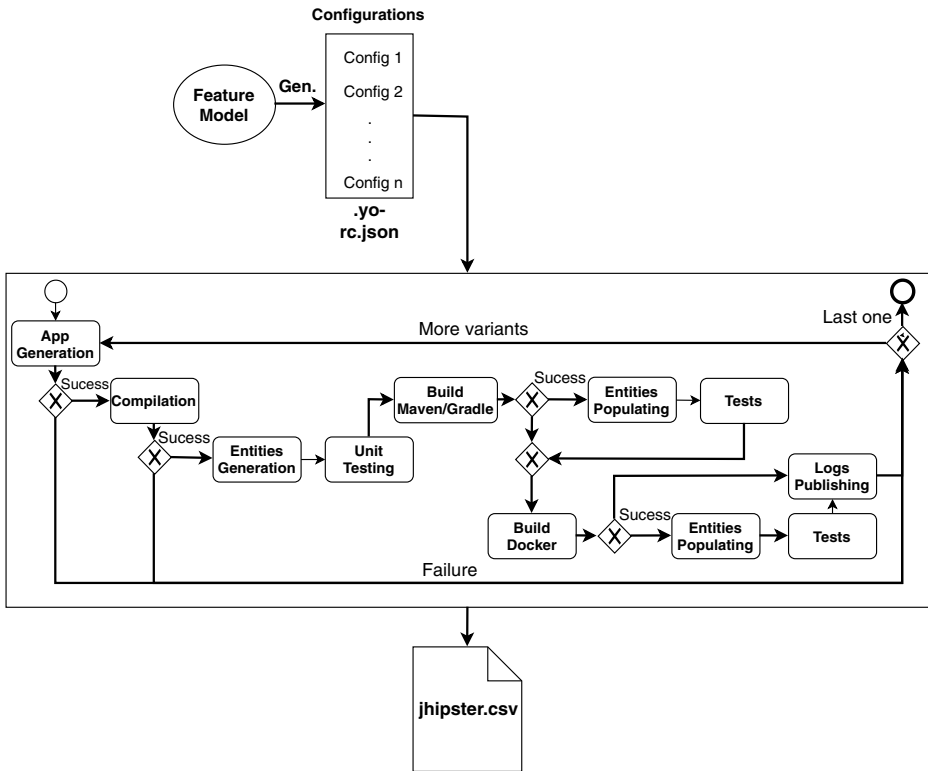 Configurations
Config 1
Config 2
.
.
.
Config n
Feature
Model
Gen.
.yo-
rc.json
App
Generation
More variants
Last one
X
Sucess
X
Compilation
Sucess
X
Entities
Generation
Unit
Testing
Build
Maven/Gradle
Sucess
X
Entities
Populating
Tests
X
Build
Docker
Sucess
X
Entities
Populating
Tests
Logs
Publishing
Failure
jhipster.csv